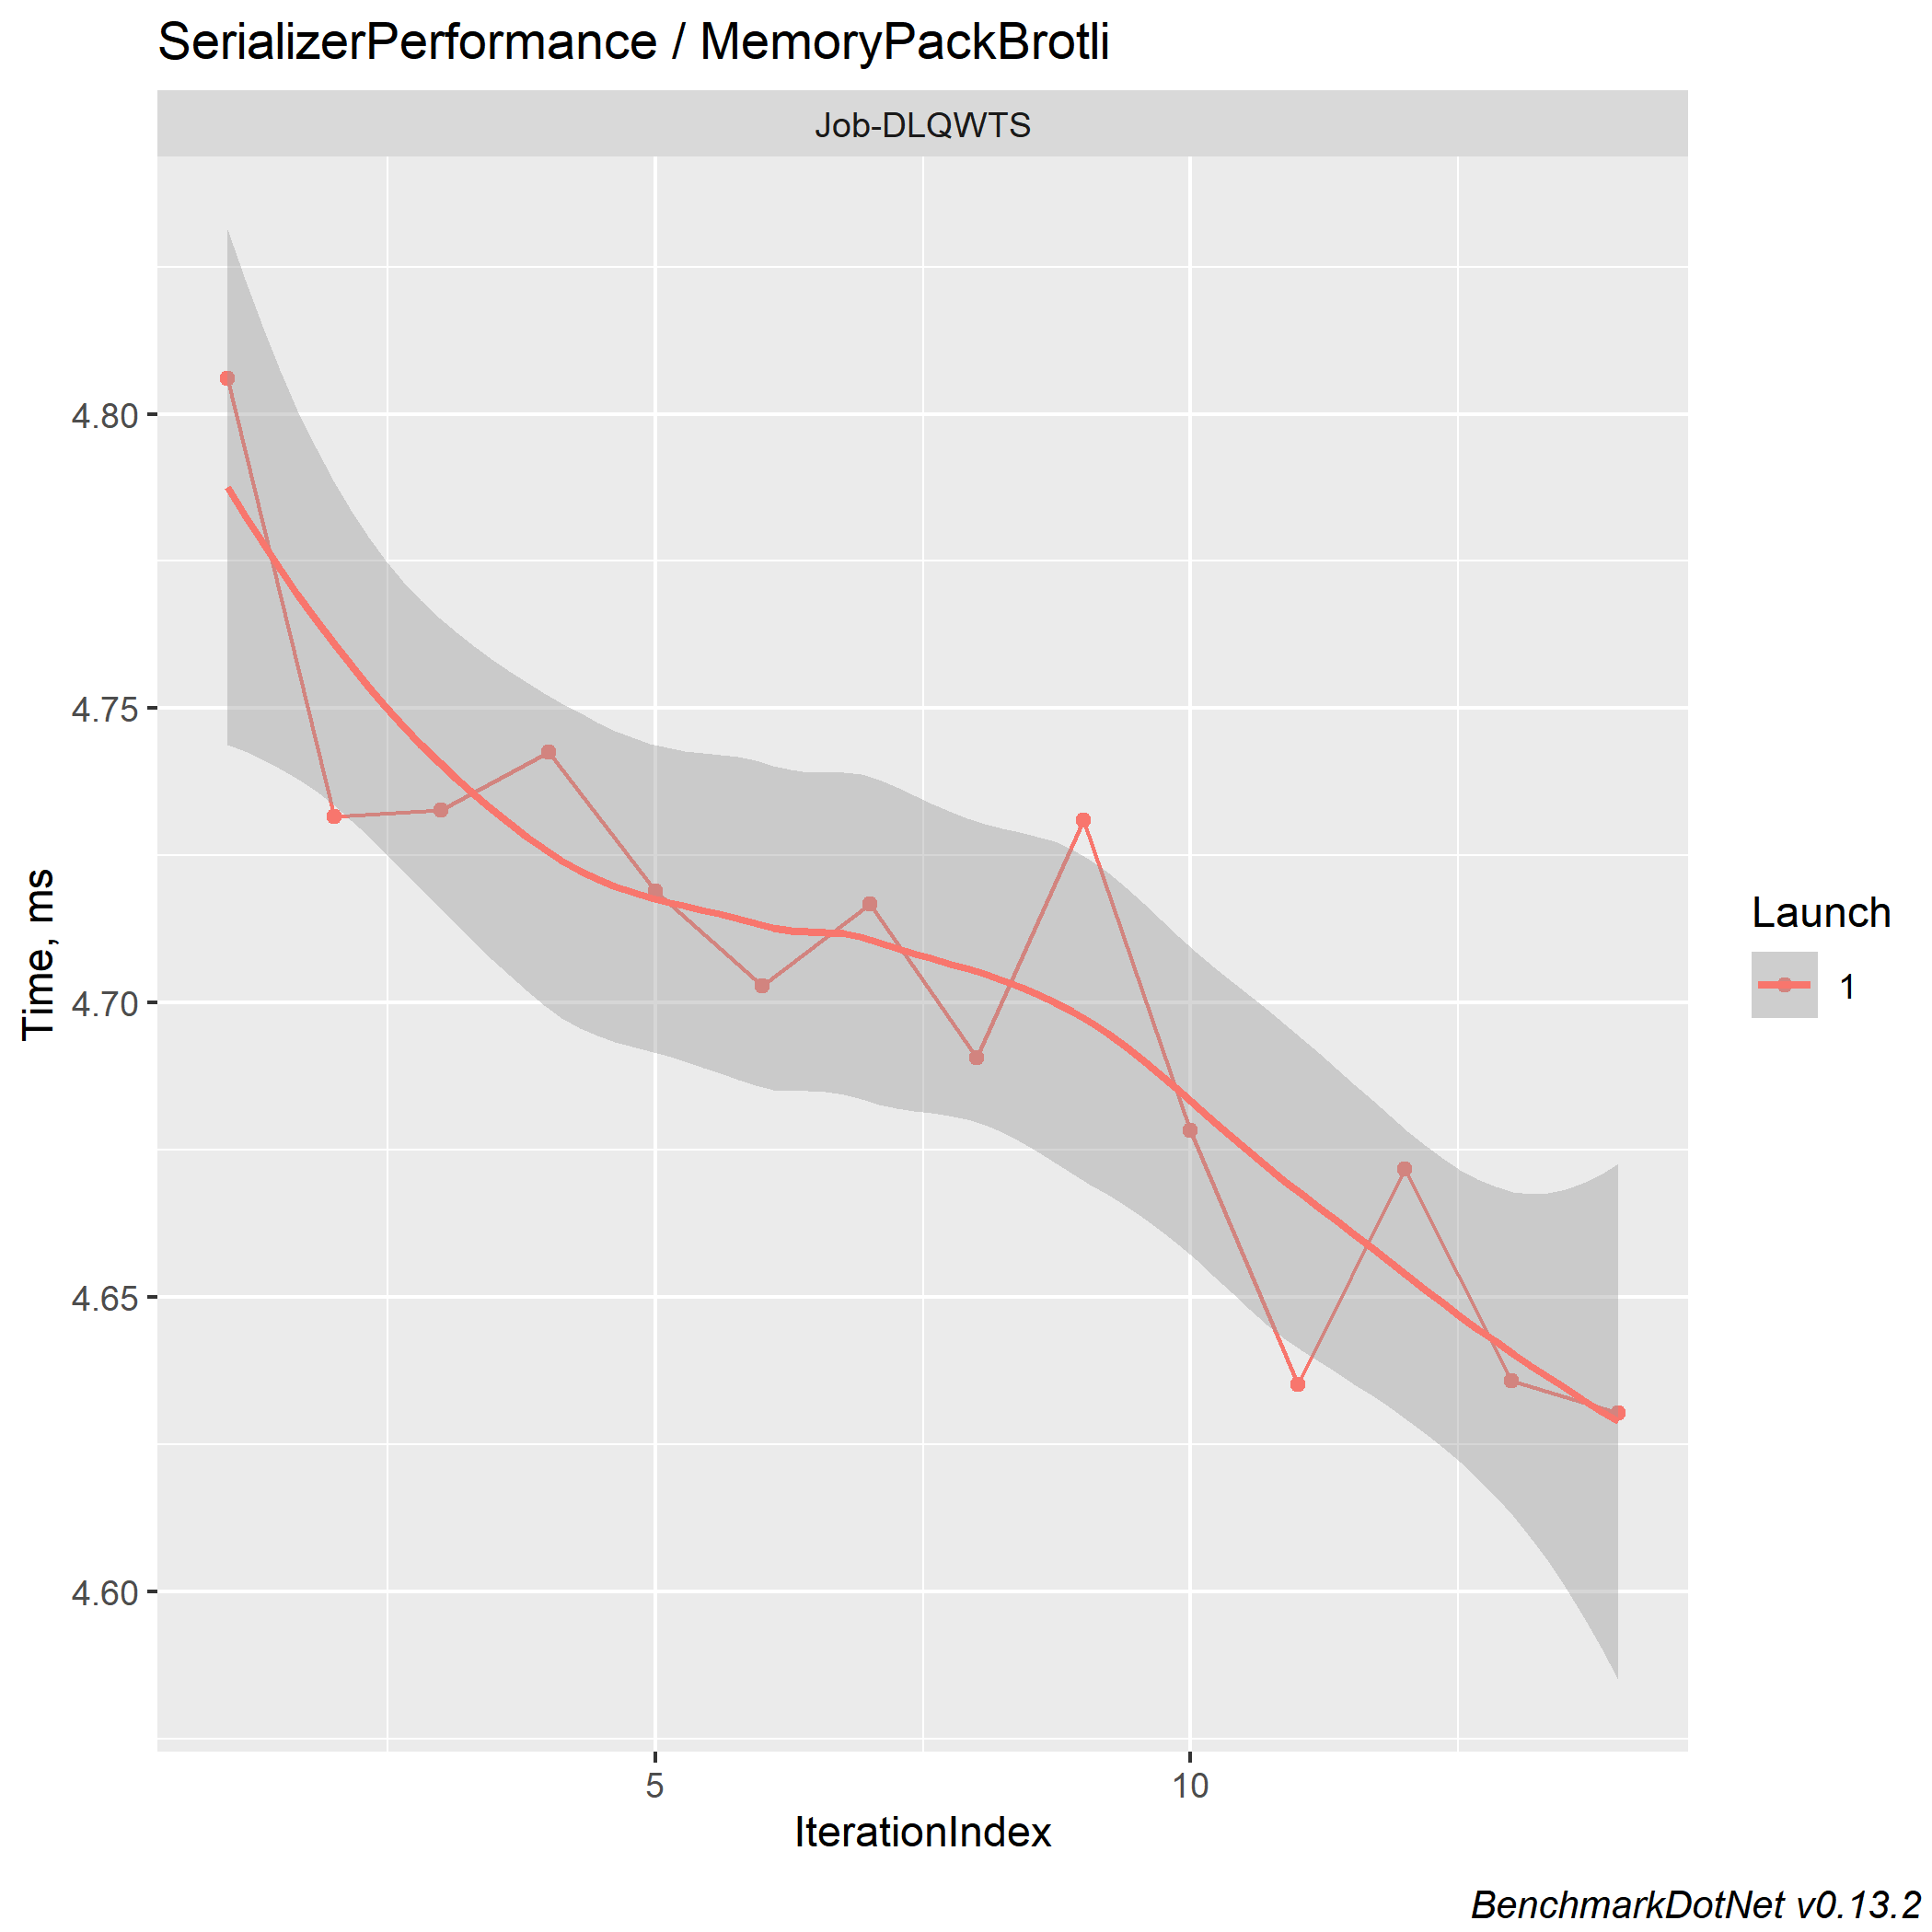 SerializerPerformance / MemoryPackBrotli
Job-DLQWTS
4.80
4.75
4.70
4.65
4.60
Time, ms
5
10
IterationIndex
Launch
1
BenchmarkDotNet v0.13.2